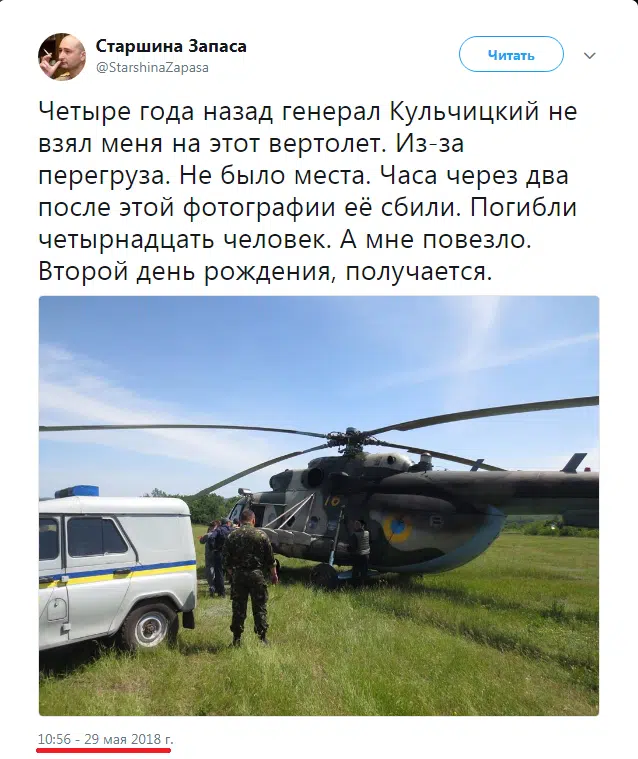 Старшина Запаса
@StarshinaZapasa
Читать
Четыре года назад генерал Кульчицкий не
взял меня на этот вертолет. Из-за
перегруза. Не было места. Часа через два
после этой фотографии её сбили. Погибли
четырнадцать человек. А мне повезло.
Второй день рождения, получается.
16
10:56 - 29 мая 2018 г.